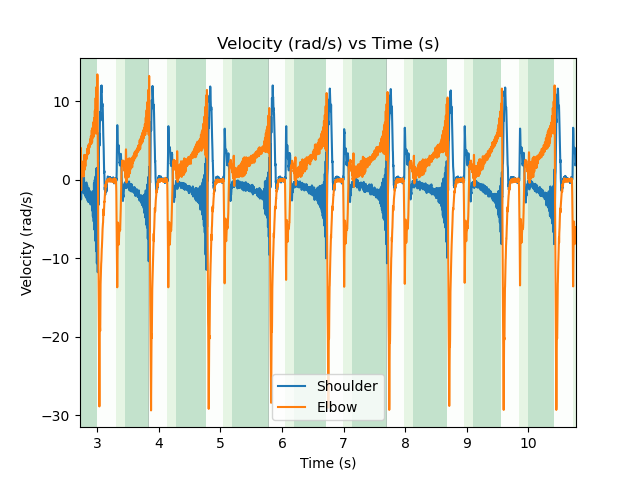 Velocity (rad/s) vs Time (s)
Velocity (rad/s)
10
0
−10
−20
−30
Shoulder
Elbow
3 4 5 6 7 8 9 10
Time (s)